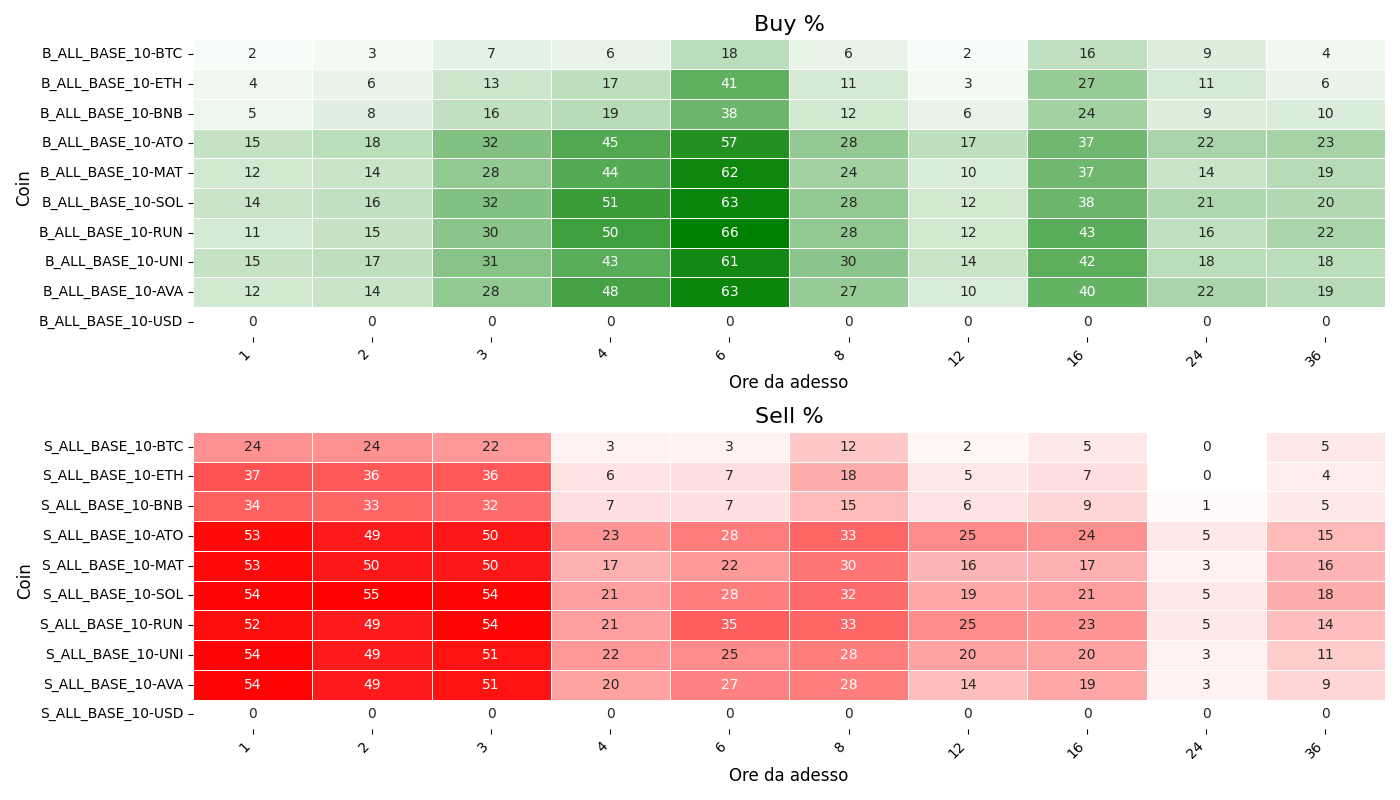 Buy %
Coin
B_ALL_BASE_10-BTC 2 3 7 6 18 6 2 16 9 4
B_ALL_BASE_10-ETH 4 6 13 17 41 11 3 27 11 6
B_ALL_BASE_10-BNB 5 8 16 19 38 12 6 24 9 10
B_ALL_BASE_10-ATO 15 18 32 45 57 28 17 37 22 23
B_ALL_BASE_10-MAT 12 14 28 44 62 24 10 37 14 19
B_ALL_BASE_10-SOL 14 16 32 51 63 28 12 38 21 20
B_ALL_BASE_10-RUN 11 15 30 50 66 28 12 43 16 22
B_ALL_BASE_10-UNI 15 17 31 43 61 30 14 42 18 18
B_ALL_BASE_10-AVA 12 14 28 48 63 27 10 40 22 19
B_ALL_BASE_10-USD 0 0 0 0 0 0 0 0 0 0
1 2 3 4 6 8 12 16 24 36
Ore da adesso
Sell %
Coin
S_ALL_BASE_10-BTC 24 24 22 3 3 12 2 5 0 5
S_ALL_BASE_10-ETH 37 36 36 6 7 18 5 7 0 4
S_ALL_BASE_10-BNB 34 33 32 7 7 15 6 9 1 5
S_ALL_BASE_10-ATO 53 49 50 23 28 33 25 24 5 15
S_ALL_BASE_10-MAT 53 50 50 17 22 30 16 17 3 16
S_ALL_BASE_10-SOL 54 55 54 21 28 32 19 21 5 18
S_ALL_BASE_10-RUN 52 49 54 21 35 33 25 23 5 14
S_ALL_BASE_10-UNI 54 49 51 22 25 28 20 20 3 11
S_ALL_BASE_10-AVA 54 49 51 20 27 28 14 19 3 9
S_ALL_BASE_10-USD 0 0 0 0 0 0 0 0 0 0
1 2 3 4 6 8 12 16 24 36
Ore da adesso